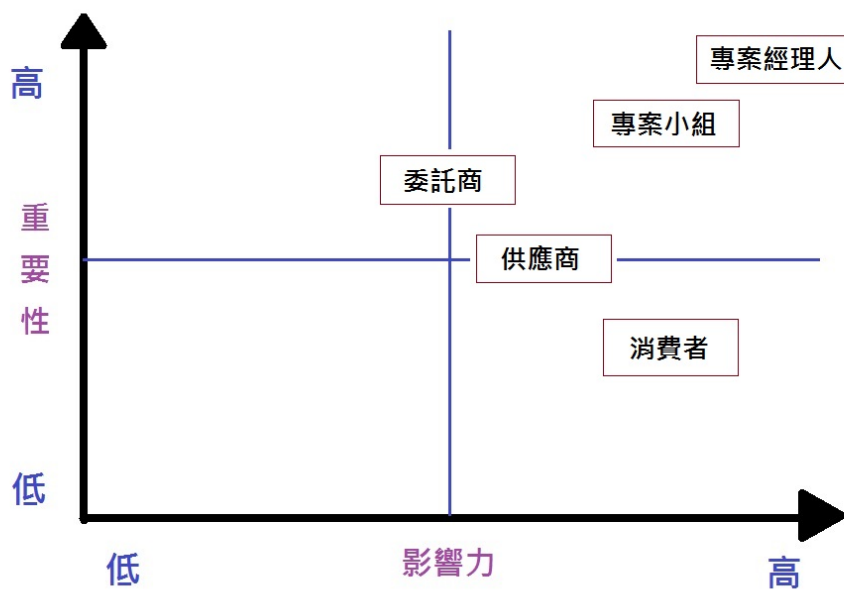 專案經理人
高
專案小組
委託商
重要性
供應商
消費者
低
低
影響力
高